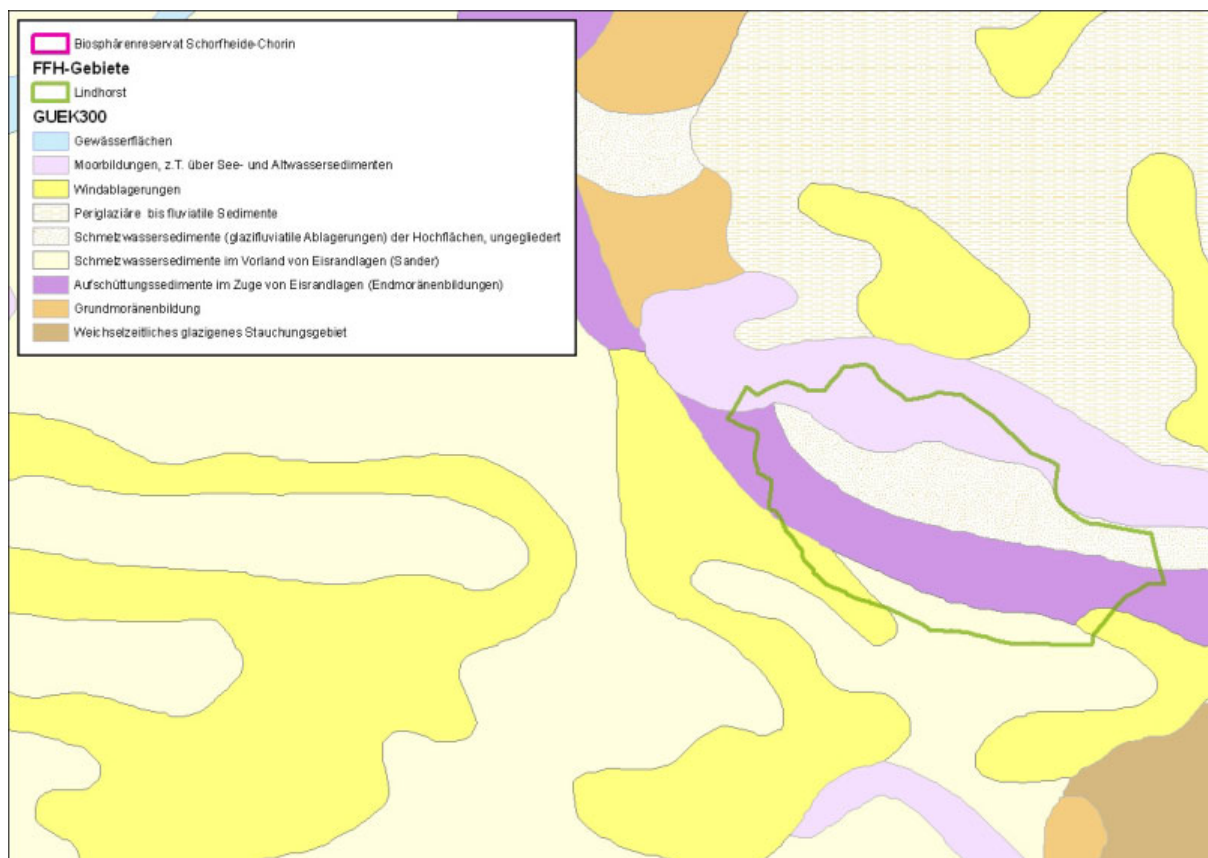 Biosphärenreservat Schorfheide-Chorin
FFH-Gebiete
Lindhorst
GUEK300
Gewässerflächen
Moorbildungen, z.T. über See- und Altwassersedimenten
Windablagerungen
Periglaziäre bis fluviatile Sedimente
Schmelzwassersedimente (glazifluviatile Ablagerungen) der Hochflächen, ungegliedert
Schmelzwassersedimente im Vorland von Eisrandlagen (Sander)
Aufschüttungssedimente im Zuge von Eisrandlagen (Endmoränenbildungen)
Grundmoränenbildung
Weichselzeitliches glazigenes Stauchungsgebiet